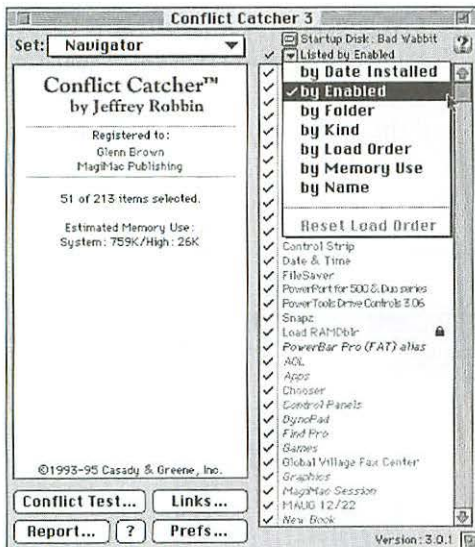 Conflict Catcher 3
Set: Navigator
Conflict Catcher™
by Jeffrey Robbin
Registered to:
Glenn Brown
MagiMac Publishing
51 of 213 items selected.
Estimated Memory Use:
System: 759K/High: 26K
©1993-95 Casady & Greene, Inc.
Conflict Test...
Links...
Report...
?
Prefs...
Startup Disk: Bad Wabbit
?
Listed by Enabled
by Date Installed
by Enabled
by Folder
by Kind
by Load Order
by Memory Use
by Name
Reset Load Order
Control Strip
Date & Time
FileSaver
PowerPort for 500 & Duo series
PowerTools Drive Controls 3.06
Snapz
Load RAMDblr
PowerBar Pro (FAT) alias
AOL
Apps
Chooser
Control Panels
DynoPad
Find Pro
Games
Global Village Fax Center
Graphics
MagiMac Session
MAUG 12/22
New Book
Version: 3.0.1